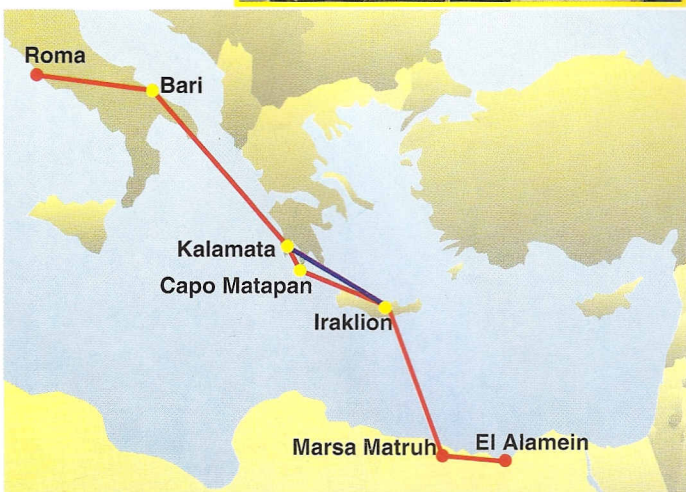 Roma
Bari
Kalamata
Capo Matapan
Iraklion
Marsa Matruh
El Alamein